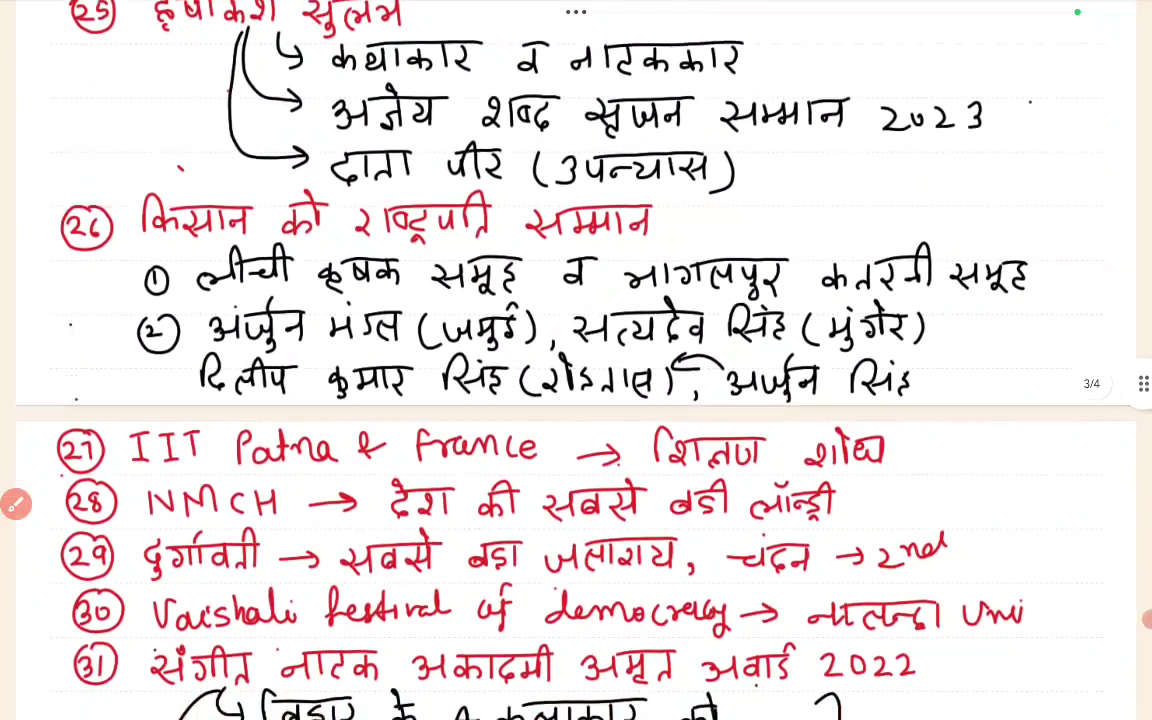 25 हृषीकेश सुलभ
↳ कथाकार व नाटककार
→ अज्ञेय शब्द सृजन सम्मान 2023
→ दाता पीर (उपन्यास)
26 किसान को राष्ट्रपति सम्मान
① लीची कृषक समूह व भागलपुर कतरनी समूह
② अर्जुन मंडल (जमुई), सत्यदेव सिंह (मुंगेर)
दिलीप कुमार सिंह (रोहतास), अर्जुन सिंह
3/4
27 IIT Patna & france → शिक्षण शोध
28 NMCH → देश की सबसे बडी लॉन्ड्री
29 दुर्गावती → सबसे बडा जलाशय, चंदन → 2nd
30 Vaishali festival of democracy → नालन्दा Uni
31 संगीत नाटक अकादमी अमृत अवार्ड 2022
↳ बिहार के कलाकार को